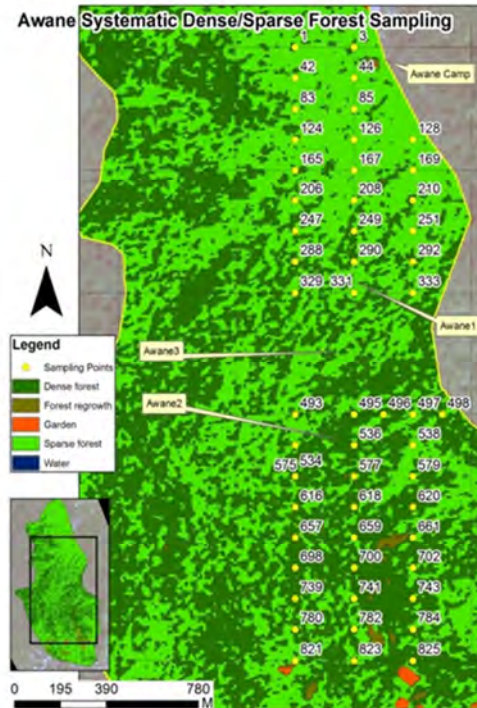 Awane Systematic Dense/Sparse Forest Sampling
1 3
42 44
Awane Camp
83 85
124 126 128
165 167 169
206 208 210
247 249 251
288 290 292
329 331 333
N
Awane1
Legend
Sampling Points
Dense forest
Forest regrowth
Garden
Sparse forest
Water
Awane3
Awane2
493 495 496 497 498
536 538
575 534 577 579
616 618 620
657 659 661
698 700 702
739 741 743
780 782 784
821 823 825
0 195 390 780
M